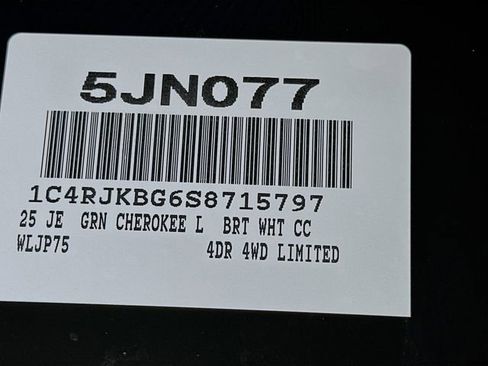 5JN077
1C4RJKBG6S8715797
25 JE GRN CHEROKEE L BRT WHT CC
WLJP75 4DR 4WD LIMITED